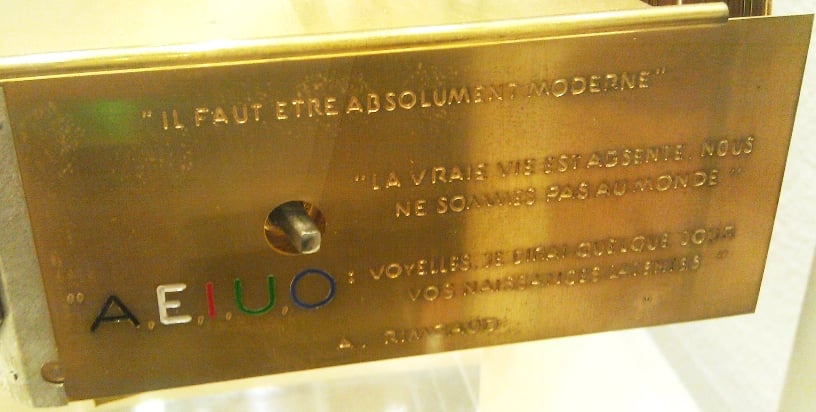 "IL FAUT ETRE ABSOLUMENT MODERNE"
"LA VRAIE VIE EST ABSENTE. NOUS
NE SOMMES PAS AU MONDE"
"A,E,I,U,O : VOYELLES, JE DIRAI QUELQUE JOUR
VOS NAISSANCES LATENTES "
A. RIMBAUD